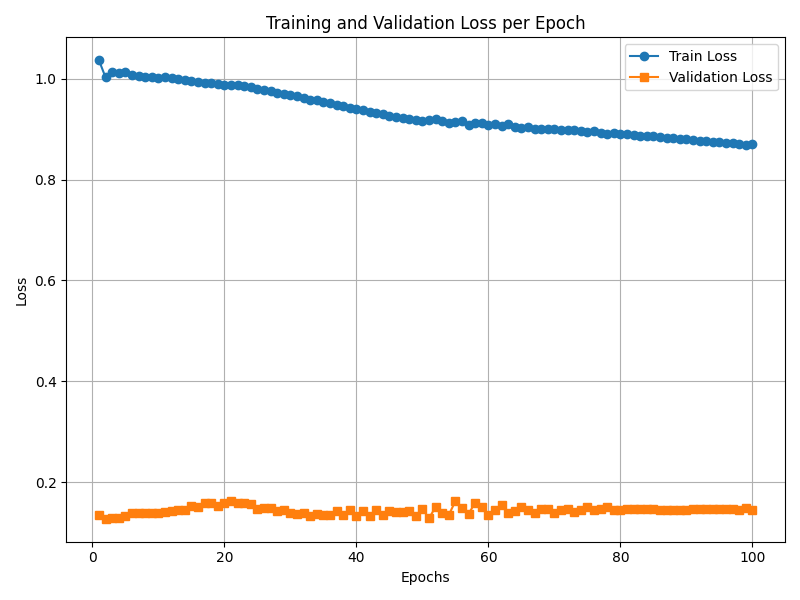 Training and Validation Loss per Epoch
Train Loss
Validation Loss
Loss
1.0
0.8
0.6
0.4
0.2
0 20 40 60 80 100
Epochs